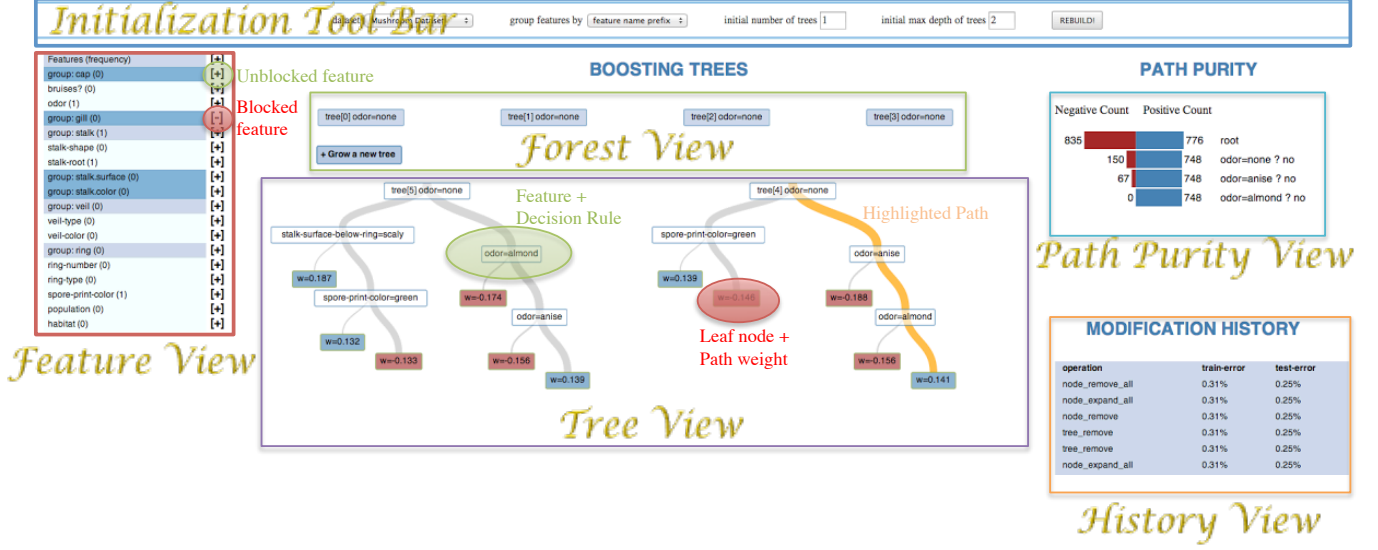 Initialization Tool Bar
dataset: Mushroom Dataset group features by feature name prefix initial number of trees 1 initial max depth of trees 2 REBUILD!
Features (frequency) [+]
group: cap (0) [+]
bruises? (0) [+]
odor (1) [+]
group: gill (0) [-]
group: stalk (1) [+]
stalk-shape (0) [+]
stalk-root (1) [+]
group: stalk.surface (0) [+]
group: stalk.color (0) [+]
group: veil (0) [+]
veil-type (0) [+]
veil-color (0) [+]
group: ring (0) [+]
ring-number (0) [+]
ring-type (0) [+]
spore-print-color (1) [+]
population (0) [+]
habitat (0) [+]
Feature View
Unblocked feature
Blocked
feature
BOOSTING TREES
tree[0] odor=none tree[1] odor=none tree[2] odor=none tree[3] odor=none
+ Grow a new tree
Forest View
tree[5] odor=none tree[4] odor=none
Feature +
Decision Rule
Highlighted Path
stalk-surface-below-ring=scaly spore-print-color=green
odor=almond odor=anise
w=0.187 w=0.139
spore-print-color=green w=-0.174 w=-0.146 w=-0.188
odor=anise odor=almond
w=0.132
w=-0.133 w=-0.156 w=-0.156
w=0.139 w=0.141
Leaf node +
Path weight
Tree View
PATH PURITY
Negative Count Positive Count
835 776 root
150 748 odor=none ? no
67 748 odor=anise ? no
0 748 odor=almond ? no
Path Purity View
MODIFICATION HISTORY
operation train-error test-error
node_remove_all 0.31% 0.25%
node_expand_all 0.31% 0.25%
node_remove 0.31% 0.25%
tree_remove 0.31% 0.25%
tree_remove 0.31% 0.25%
node_expand_all 0.31% 0.25%
History View